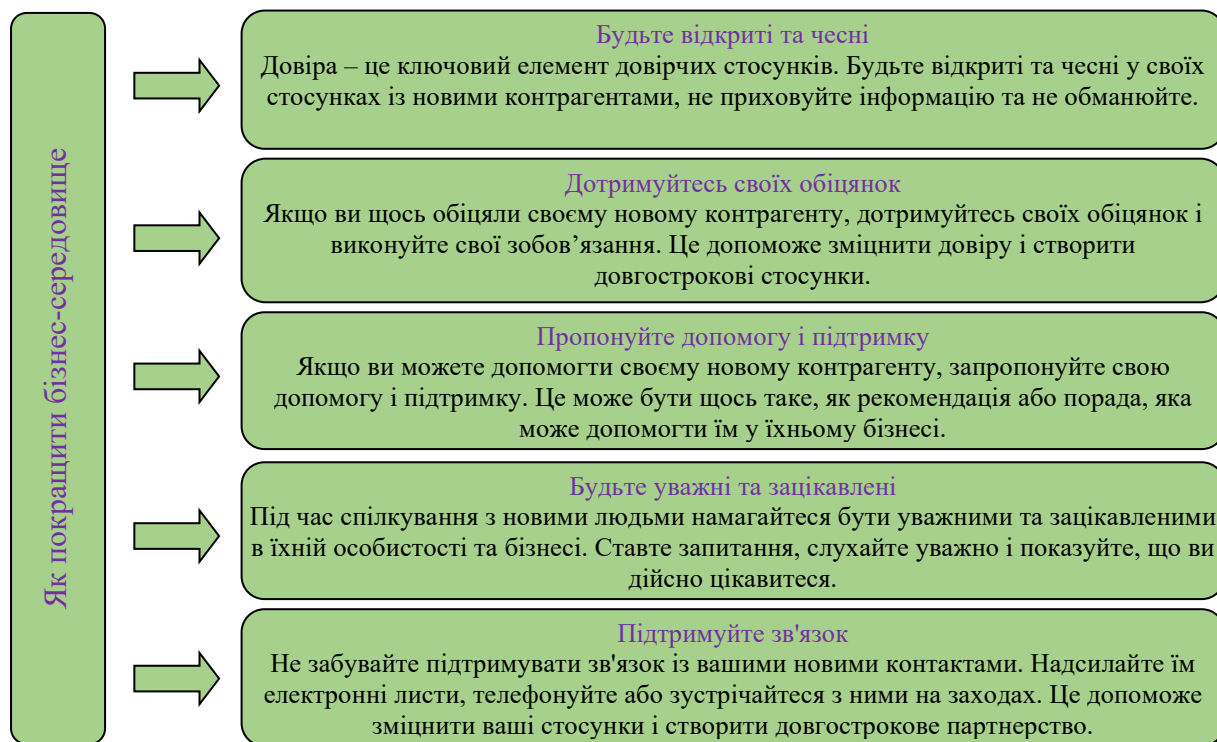 Як покращити бізнес-середовище
Будьте відкриті та чесні
Довіра – це ключовий елемент довірчих стосунків. Будьте відкриті та чесні у своїх
стосунках із новими контрагентами, не приховуйте інформацію та не обманюйте.
Дотримуйтесь своїх обіцянок
Якщо ви щось обіцяли своєму новому контрагенту, дотримуйтесь своїх обіцянок і
виконуйте свої зобов’язання. Це допоможе зміцнити довіру і створити
довгострокові стосунки.
Пропонуйте допомогу і підтримку
Якщо ви можете допомогти своєму новому контрагенту, запропонуйте свою
допомогу і підтримку. Це може бути щось таке, як рекомендація або порада, яка
може допомогти їм у їхньому бізнесі.
Будьте уважні та зацікавлені
Під час спілкування з новими людьми намагайтеся бути уважними та зацікавленими
в їхній особистості та бізнесі. Ставте запитання, слухайте уважно і показуйте, що ви
дійсно цікавитеся.
Підтримуйте зв'язок
Не забувайте підтримувати зв'язок із вашими новими контактами. Надсилайте їм
електронні листи, телефонуйте або зустрічайтеся з ними на заходах. Це допоможе
зміцнити ваші стосунки і створити довгострокове партнерство.